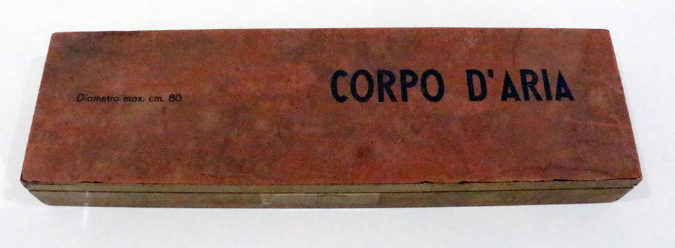 CORPO D'ARIA
Diametro max. cm. 80